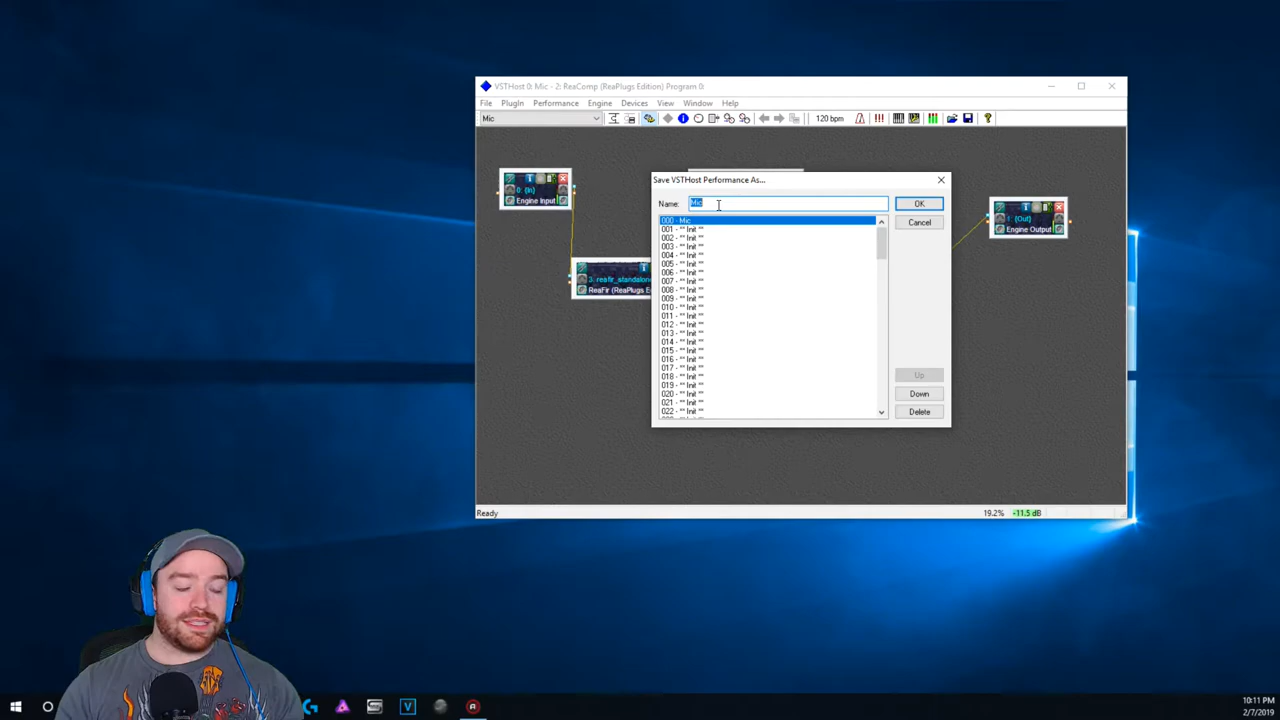 VSTHost 0: Mic - 2: ReaComp (ReaPlugs Edition) Program 0:
File PlugIn Performance Engine Devices View Window Help
Mic
120 bpm
0: {In}
Engine Input
3: reafir_standalone
ReaFir (ReaPlugs E
1: {Out}
Engine Output
Save VSTHost Performance As...
Name: Mic
OK
Cancel
000 - Mic
001 - ** Init **
002 - ** Init **
003 - ** Init **
004 - ** Init **
005 - ** Init **
006 - ** Init **
007 - ** Init **
008 - ** Init **
009 - ** Init **
010 - ** Init **
011 - ** Init **
012 - ** Init **
013 - ** Init **
014 - ** Init **
015 - ** Init **
016 - ** Init **
017 - ** Init **
018 - ** Init **
019 - ** Init **
020 - ** Init **
021 - ** Init **
022 - ** Init **
Up
Down
Delete
Ready
19.2% -11.5 dB
10:11 PM
2/7/2019